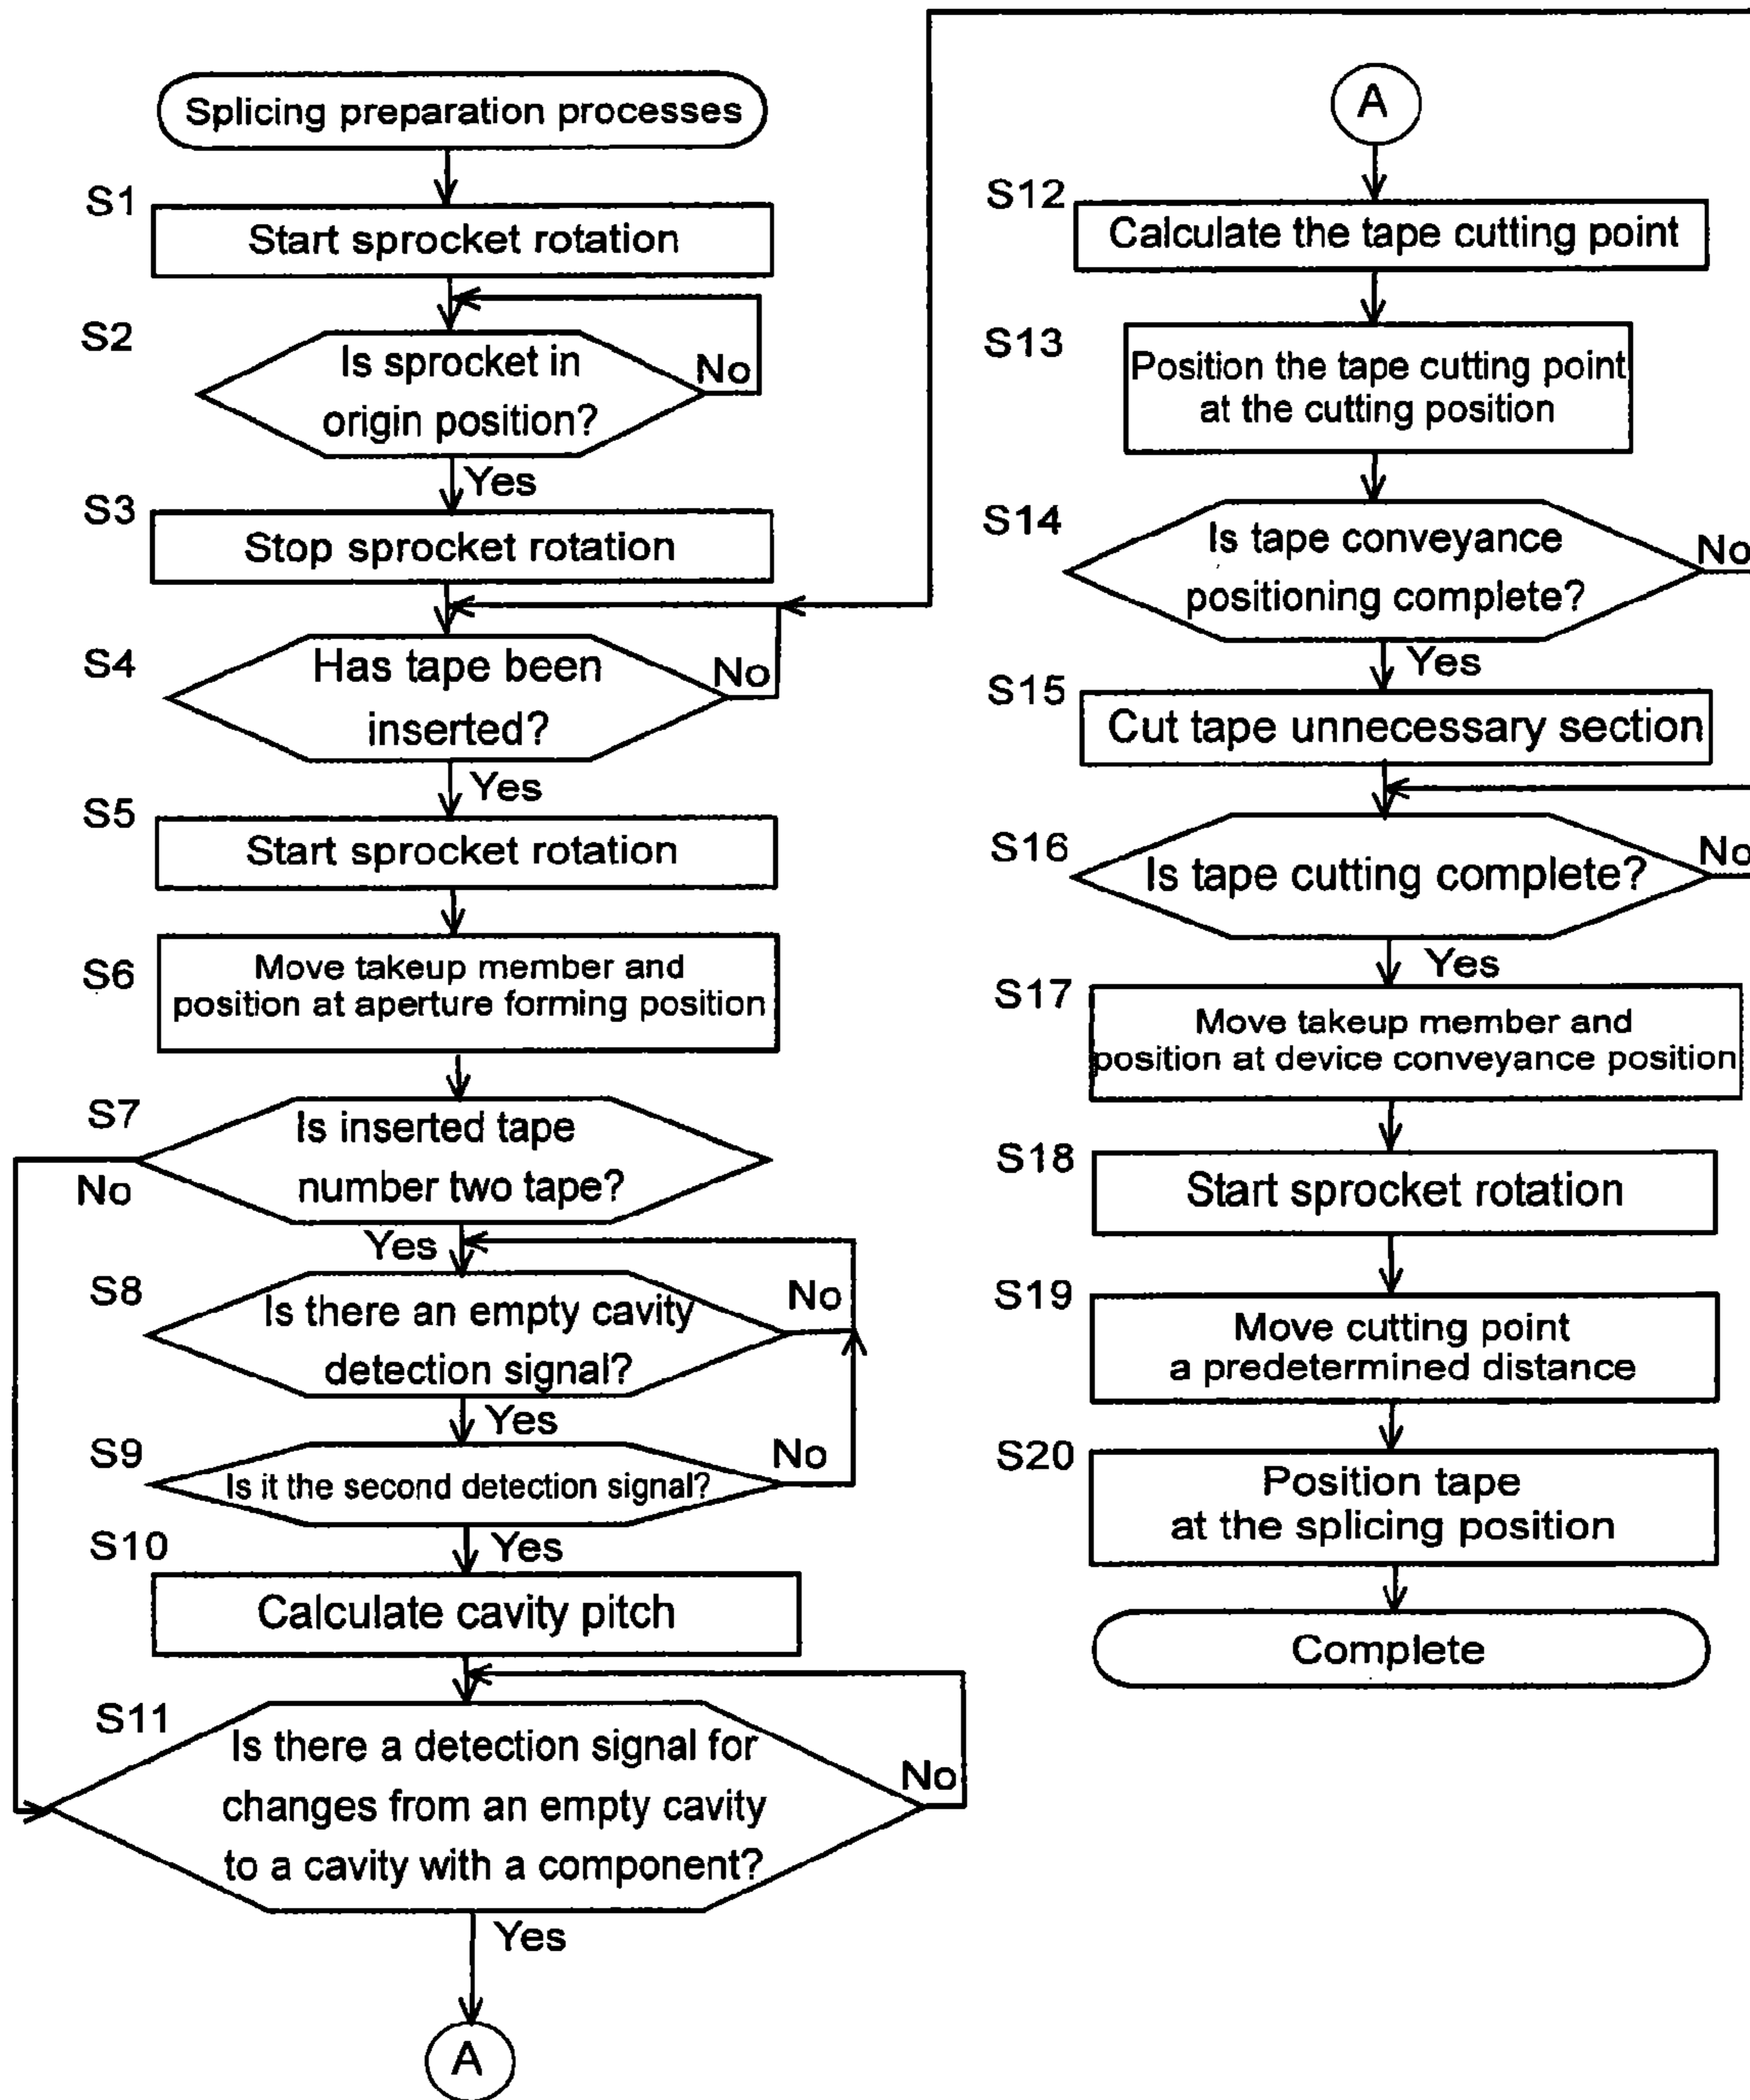 Splicing preparation processes
S1
Start sprocket rotation
S2
Is sprocket in
origin position?
No
Yes
S3
Stop sprocket rotation
S4
Has tape been
inserted?
No
Yes
S5
Start sprocket rotation
S6
Move takeup member and
position at aperture forming position
S7
Is inserted tape
number two tape?
No
Yes
S8
Is there an empty cavity
detection signal?
No
Yes
S9
Is it the second detection signal?
No
Yes
S10
Calculate cavity pitch
S11
Is there a detection signal for
changes from an empty cavity
to a cavity with a component?
No
Yes
A
A
S12
Calculate the tape cutting point
S13
Position the tape cutting point
at the cutting position
S14
Is tape conveyance
positioning complete?
No
Yes
S15
Cut tape unnecessary section
S16
Is tape cutting complete?
No
Yes
S17
Move takeup member and
position at device conveyance position
S18
Start sprocket rotation
S19
Move cutting point
a predetermined distance
S20
Position tape
at the splicing position
Complete